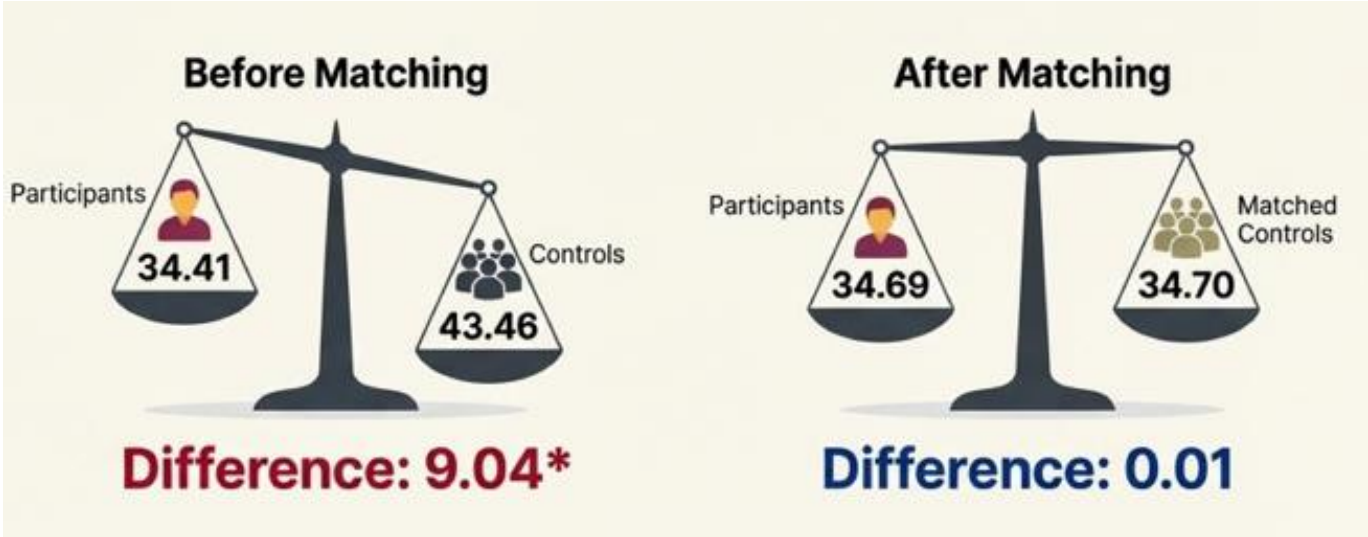 Before Matching
Participants
34.41
Controls
43.46
Difference: 9.04*
After Matching
Participants
34.69
Matched
Controls
34.70
Difference: 0.01